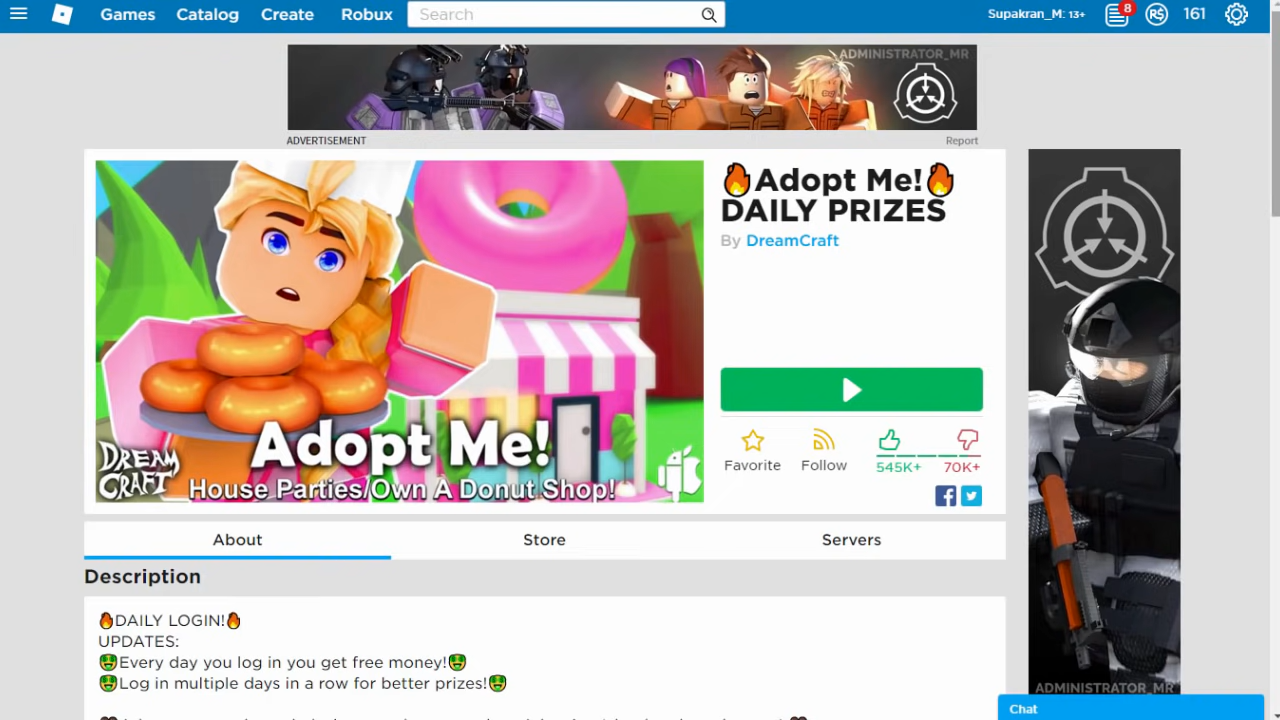 Games Catalog Create Robux Search Supakran_M: 13+ 8 R$ 161
ADMINISTRATOR_MR
ADVERTISEMENT Report
🔥Adopt Me!🔥
DAILY PRIZES
By DreamCraft
DREAM
CRAFT
Adopt Me!
House Parties/Own A Donut Shop!
Favorite Follow 545K+ 70K+
About Store Servers
Description
🔥DAILY LOGIN!🔥
UPDATES:
🤑Every day you log in you get free money!🤑
🤑Log in multiple days in a row for better prizes!🤑
ADMINISTRATOR_MR
Chat